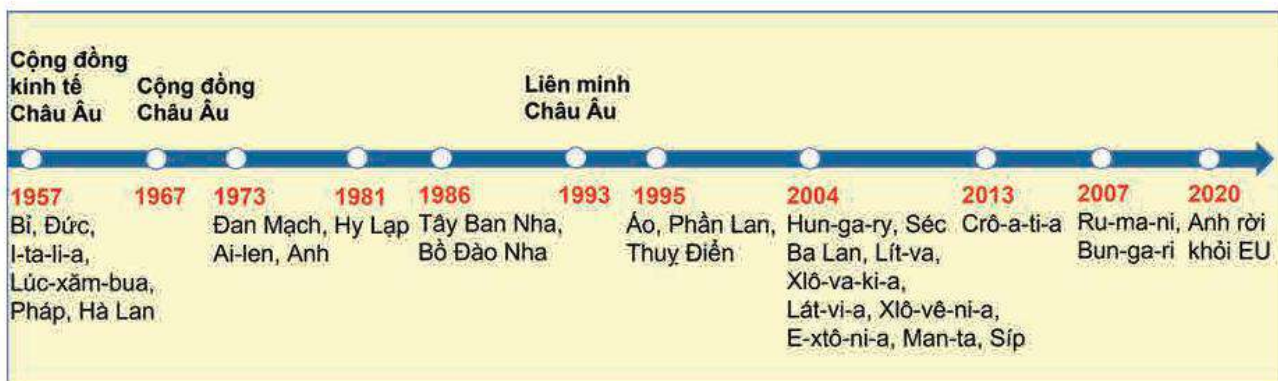 Cộng đồng
kinh tế
Châu Âu
Cộng đồng
Châu Âu
Liên minh
Châu Âu
1957
Bỉ, Đức,
I-ta-li-a,
Lúc-xăm-bua,
Pháp, Hà Lan
1967
1973
Đan Mạch,
Ai-len, Anh
1981
Hy Lạp
1986
Tây Ban Nha,
Bồ Đào Nha
1993
1995
Áo, Phần Lan,
Thuỵ Điển
2004
Hun-ga-ry, Séc
Ba Lan, Lít-va,
Xlô-va-ki-a,
Lát-vi-a, Xlô-vê-ni-a,
E-xtô-ni-a, Man-ta, Síp
2013
Crô-a-ti-a
2007
Ru-ma-ni,
Bun-ga-ri
2020
Anh rời
khỏi EU